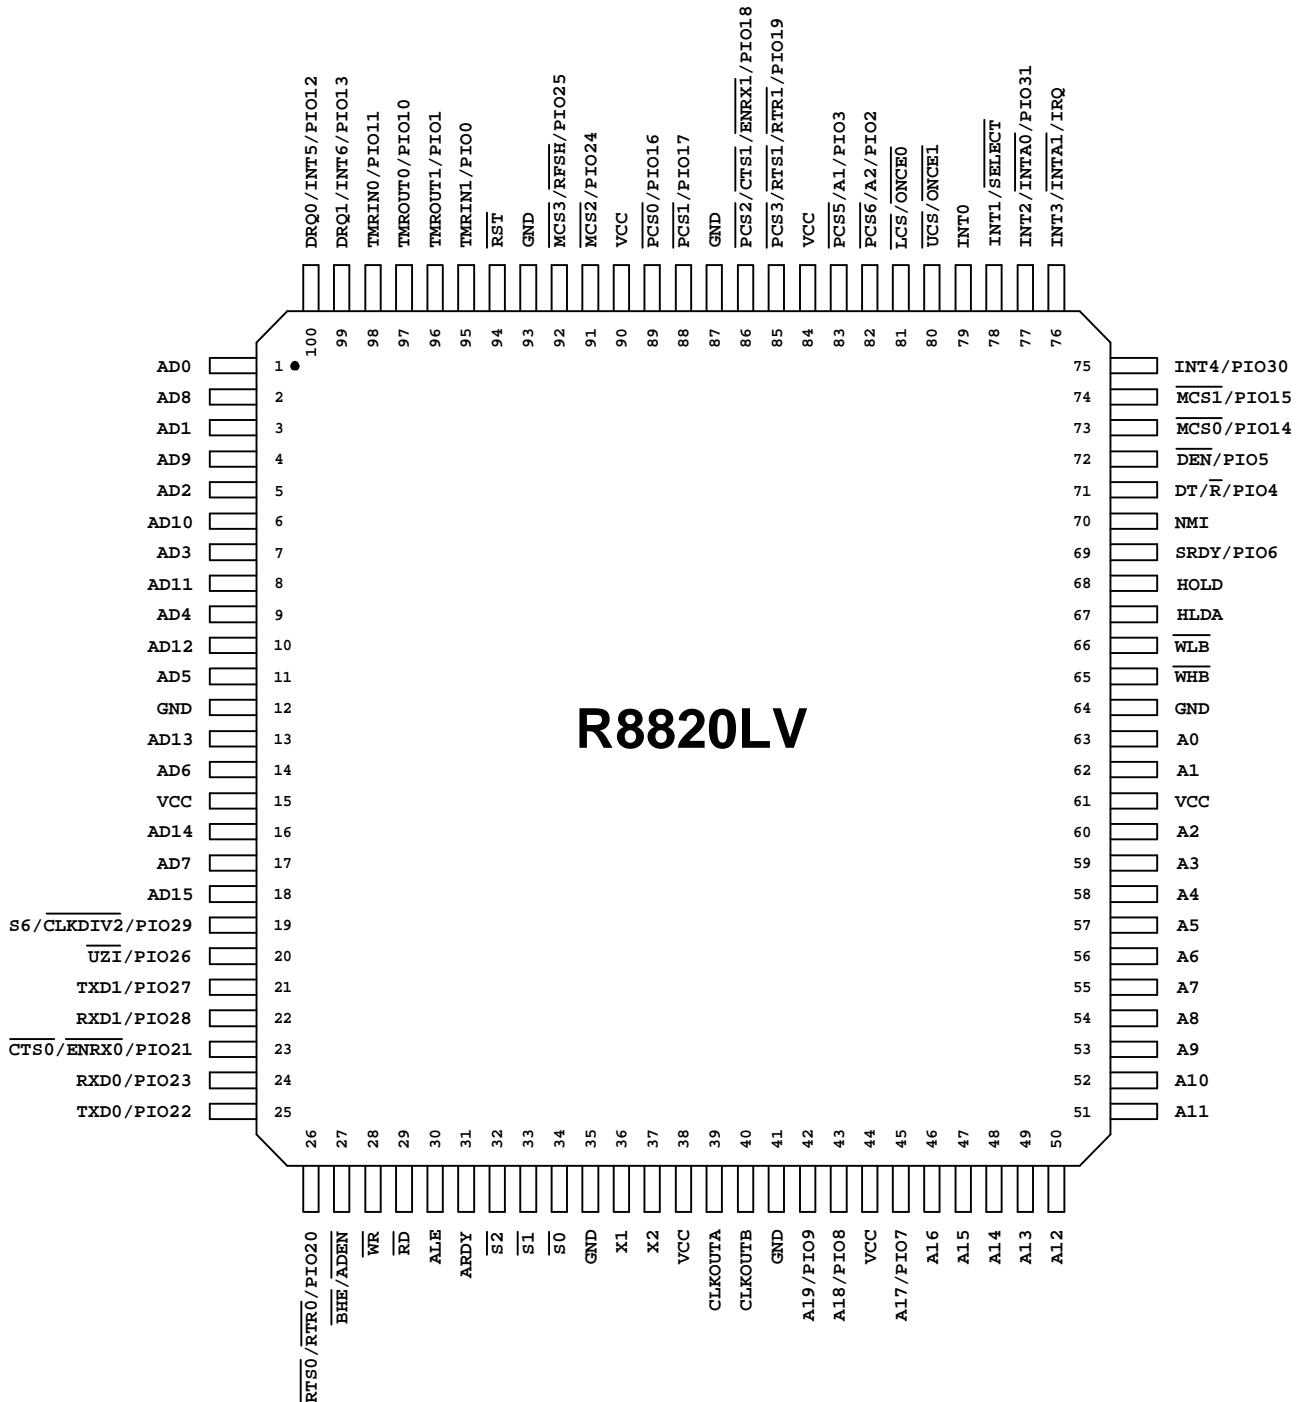 DRQ0/INT5/PIO12
DRQ1/INT6/PIO13
TMRIN0/PIO11
TMROUT0/PIO10
TMROUT1/PIO1
TMRIN1/PIO0
RST
GND
MCS3/RFSH/PIO25
MCS2/PIO24
VCC
PCS0/PIO16
PCS1/PIO17
GND
PCS2/CTS1/ENRX1/PIO18
PCS3/RTS1/RTR1/PIO19
VCC
PCS5/A1/PIO3
PCS6/A2/PIO2
LCS/ONCE0
UCS/ONCE1
INT0
INT1/SELECT
INT2/INTA0/PIO31
INT3/INTA1/IRQ
100 99 98 97 96 95 94 93 92 91 90 89 88 87 86 85 84 83 82 81 80 79 78 77 76
AD0 1 75 INT4/PIO30
AD8 2 74 MCS1/PIO15
AD1 3 73 MCS0/PIO14
AD9 4 72 DEN/PIO5
AD2 5 71 DT/R/PIO4
AD10 6 70 NMI
AD3 7 69 SRDY/PIO6
AD11 8 68 HOLD
AD4 9 67 HLDA
AD12 10 66 WLB
AD5 11 65 WHB
GND 12 64 GND
R8820LV
AD13 13 63 A0
AD6 14 62 A1
VCC 15 61 VCC
AD14 16 60 A2
AD7 17 59 A3
AD15 18 58 A4
S6/CLKDIV2/PIO29 19 57 A5
UZI/PIO26 20 56 A6
TXD1/PIO27 21 55 A7
RXD1/PIO28 22 54 A8
CTS0/ENRX0/PIO21 23 53 A9
RXD0/PIO23 24 52 A10
TXD0/PIO22 25 51 A11
26 27 28 29 30 31 32 33 34 35 36 37 38 39 40 41 42 43 44 45 46 47 48 49 50
RTS0/RTR0/PIO20
BHE/ADEN
WR
RD
ALE
ARDY
S2
S1
S0
GND
X1
X2
VCC
CLKOUTA
CLKOUTB
GND
A19/PIO9
A18/PIO8
VCC
A17/PIO7
A16
A15
A14
A13
A12